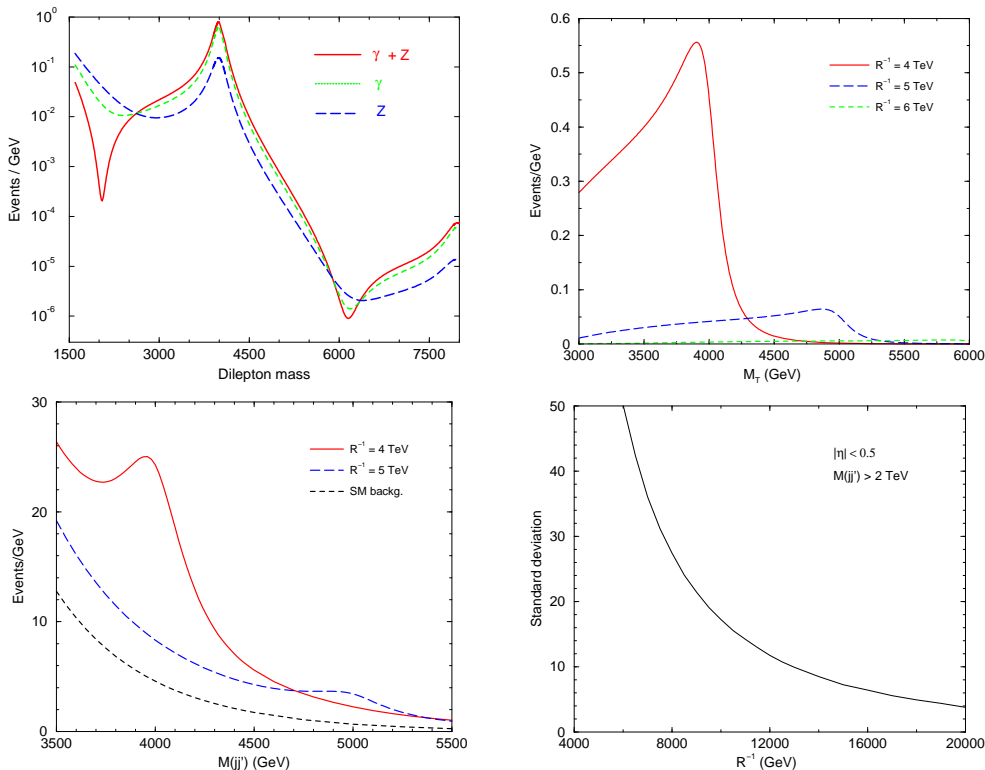 10^0
10^-1
10^-2
10^-3
10^-4
10^-5
10^-6
Events / GeV
γ + Z
γ
Z
1500 3000 4500 6000 7500
Dilepton mass
0.6
0.5
0.4
0.3
0.2
0.1
0
Events/GeV
R^-1 = 4 TeV
R^-1 = 5 TeV
R^-1 = 6 TeV
3000 3500 4000 4500 5000 5500 6000
M_T (GeV)
30
20
10
0
Events/GeV
R^-1 = 4 TeV
R^-1 = 5 TeV
SM backg.
3500 4000 4500 5000 5500
M(jj') (GeV)
50
40
30
20
10
0
Standard deviation
|η| < 0.5
M(jj') > 2 TeV
4000 8000 12000 16000 20000
R^-1 (GeV)